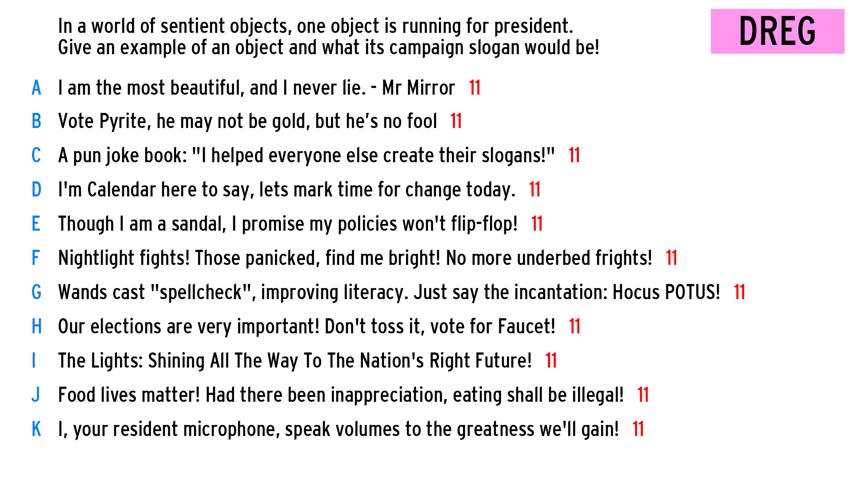 In a world of sentient objects, one object is running for president.
Give an example of an object and what its campaign slogan would be!
DREG
A I am the most beautiful, and I never lie. - Mr Mirror 11
B Vote Pyrite, he may not be gold, but he’s no fool 11
C A pun joke book: "I helped everyone else create their slogans!" 11
D I'm Calendar here to say, lets mark time for change today. 11
E Though I am a sandal, I promise my policies won't flip-flop! 11
F Nightlight fights! Those panicked, find me bright! No more underbed frights! 11
G Wands cast "spellcheck", improving literacy. Just say the incantation: Hocus POTUS! 11
H Our elections are very important! Don't toss it, vote for Faucet! 11
I The Lights: Shining All The Way To The Nation's Right Future! 11
J Food lives matter! Had there been inappreciation, eating shall be illegal! 11
K I, your resident microphone, speak volumes to the greatness we'll gain! 11